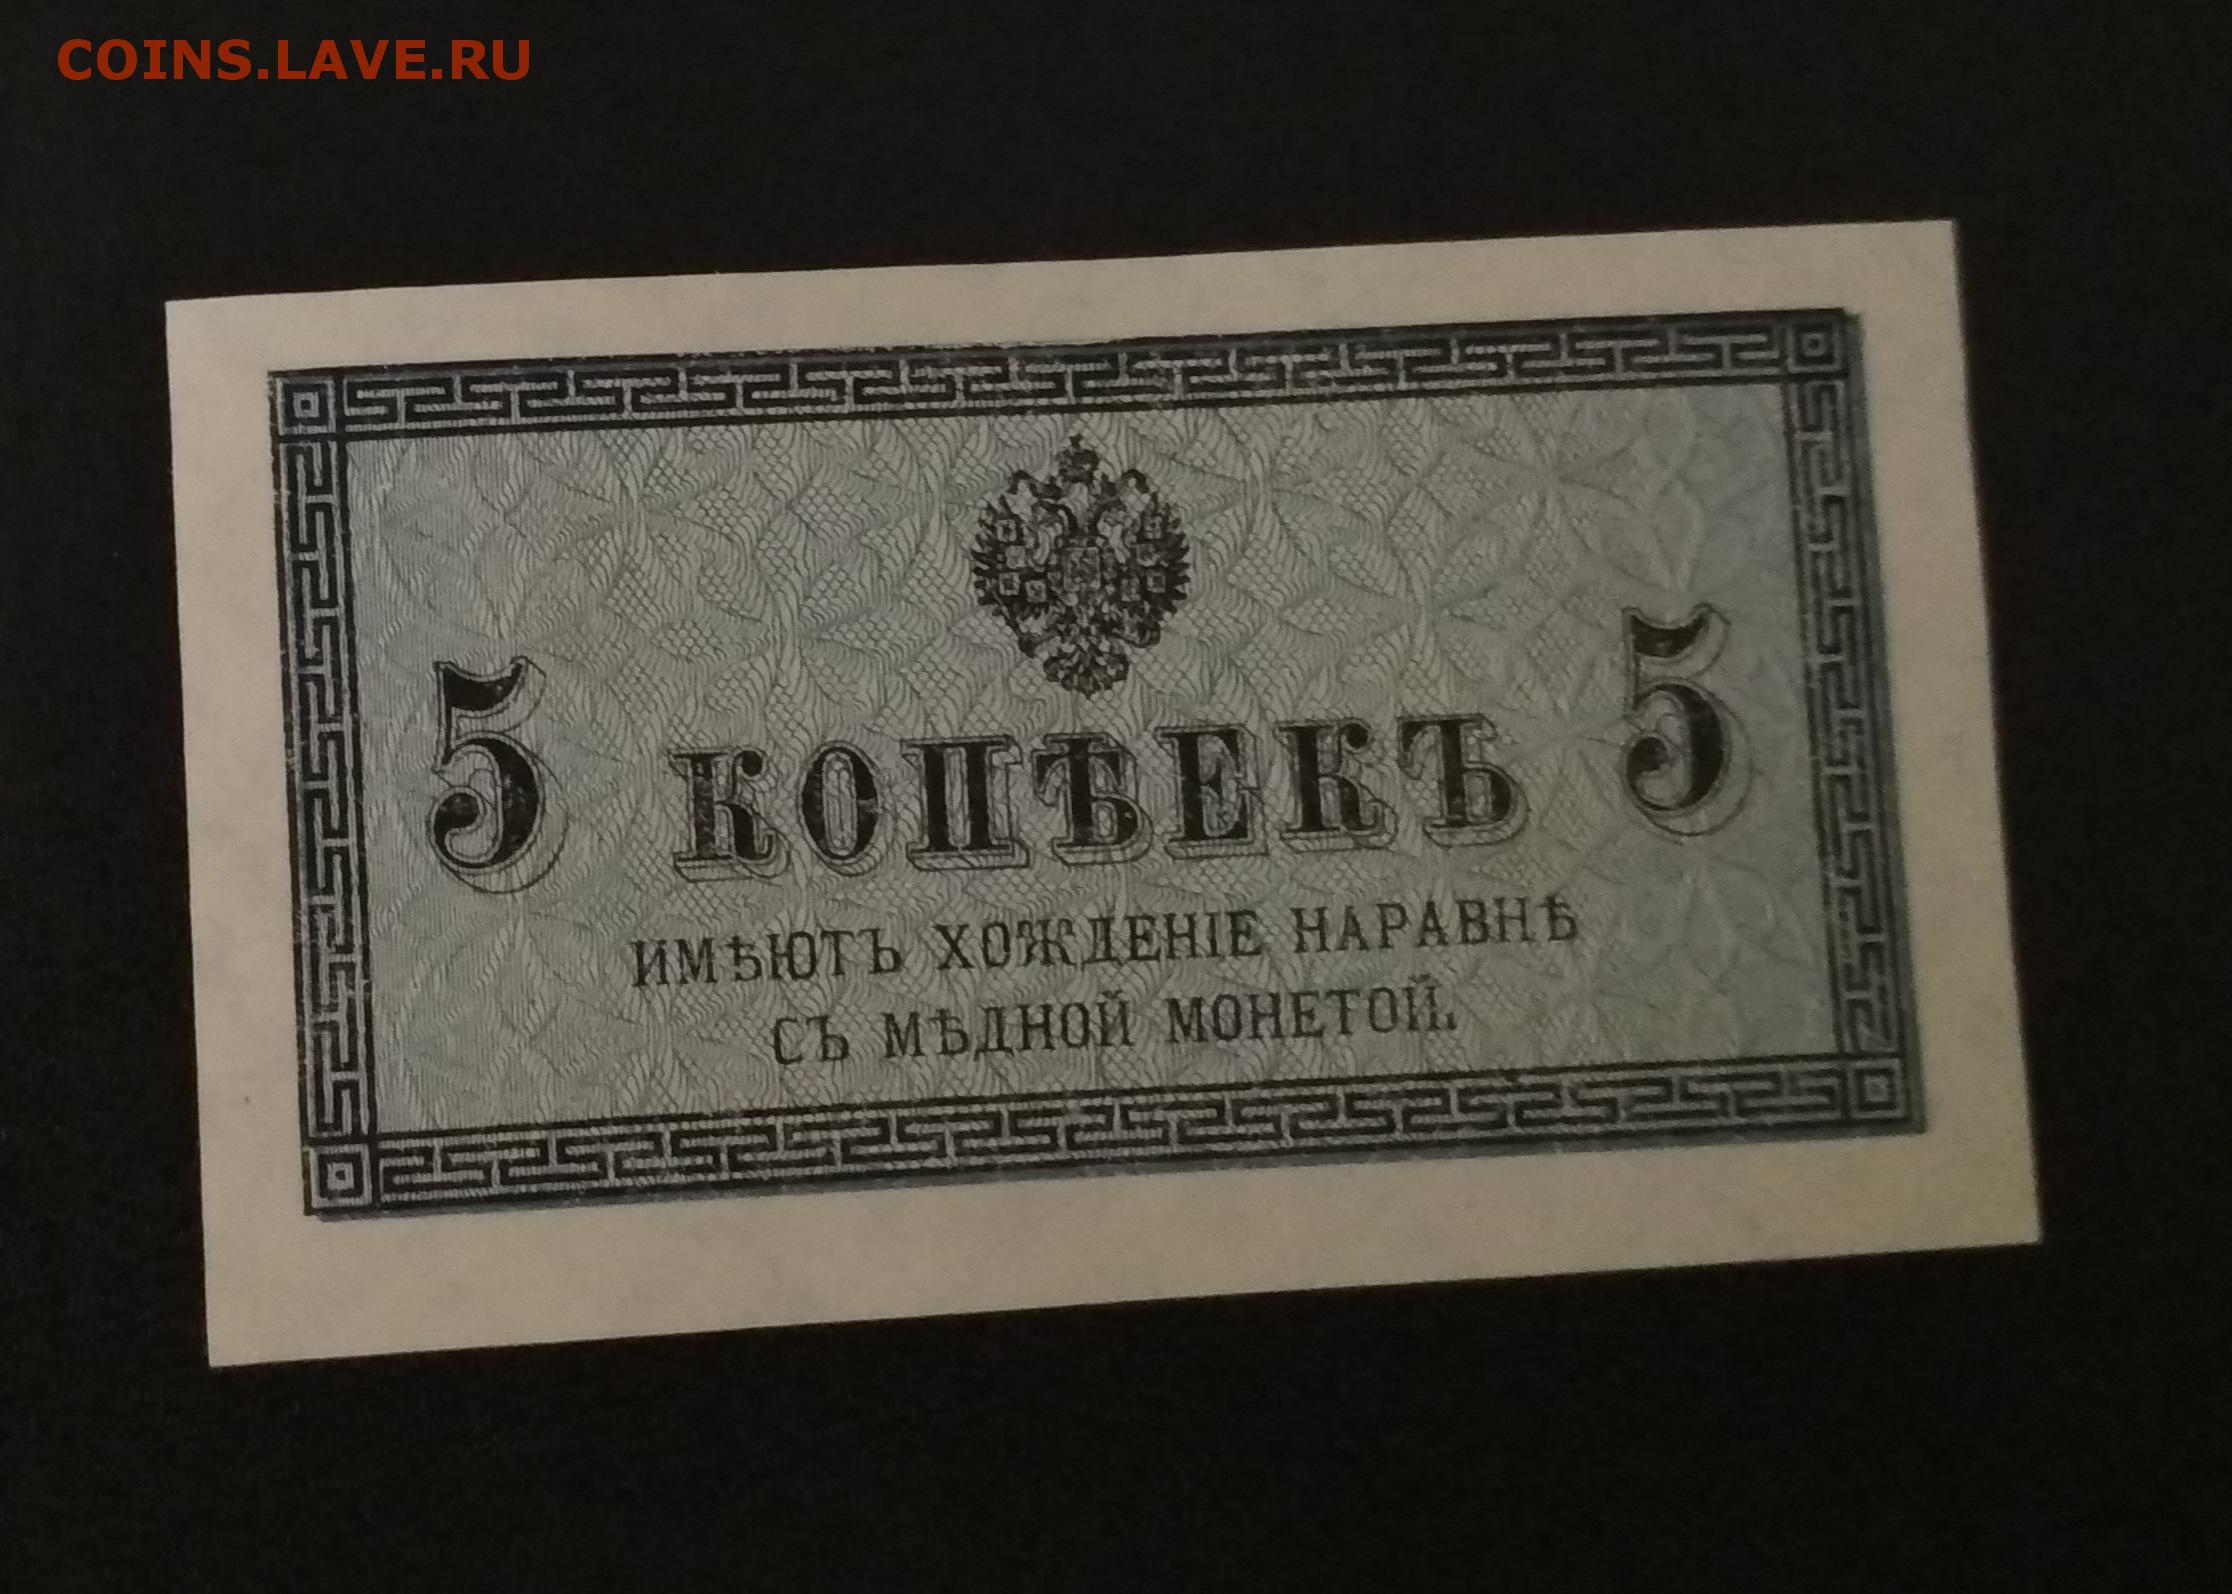 COINS.LAVE.RU
5 КОПѢЕКЪ 5
ИМѢЮТЪ ХОЖДЕНІЕ НАРАВНѢ
СЪ МѢДНОЙ МОНЕТОЙ.